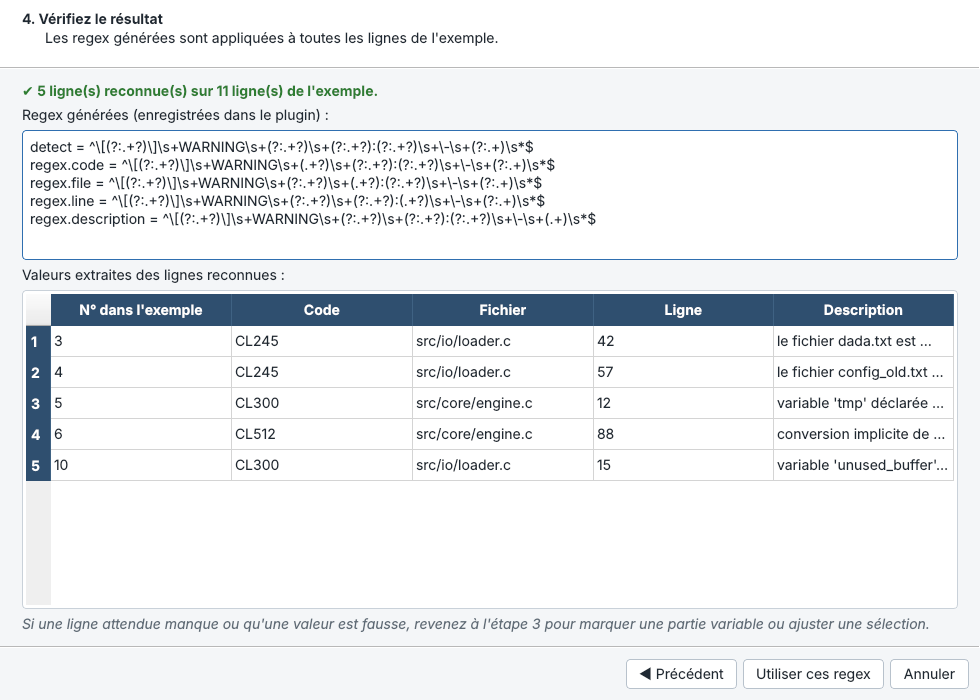 4. Vérifiez le résultat
Les regex générées sont appliquées à toutes les lignes de l'exemple.
✔ 5 ligne(s) reconnue(s) sur 11 ligne(s) de l'exemple.
Regex générées (enregistrées dans le plugin) :
detect = ^\[(?:.+?)\]\s+WARNING\s+(?:.+?)\s+(?:.+?):(?:.+?)\s+\-\s+(?:.+)\s*$
regex.code = ^\[(?:.+?)\]\s+WARNING\s+(.+?)\s+(?:.+?):(?:.+?)\s+\-\s+(?:.+)\s*$
regex.file = ^\[(?:.+?)\]\s+WARNING\s+(?:.+?)\s+(.+?):(?:.+?)\s+\-\s+(?:.+)\s*$
regex.line = ^\[(?:.+?)\]\s+WARNING\s+(?:.+?)\s+(?:.+?):(.+?)\s+\-\s+(?:.+)\s*$
regex.description = ^\[(?:.+?)\]\s+WARNING\s+(?:.+?)\s+(?:.+?):(?:.+?)\s+\-\s+(.+)\s*$
Valeurs extraites des lignes reconnues :
N° dans l'exemple Code Fichier Ligne Description
1 3 CL245 src/io/loader.c 42 le fichier dada.txt est ...
2 4 CL245 src/io/loader.c 57 le fichier config_old.txt ...
3 5 CL300 src/core/engine.c 12 variable 'tmp' déclarée ...
4 6 CL512 src/core/engine.c 88 conversion implicite de ...
5 10 CL300 src/io/loader.c 15 variable 'unused_buffer'...
Si une ligne attendue manque ou qu'une valeur est fausse, revenez à l'étape 3 pour marquer une partie variable ou ajuster une sélection.
◀ Précédent Utiliser ces regex Annuler